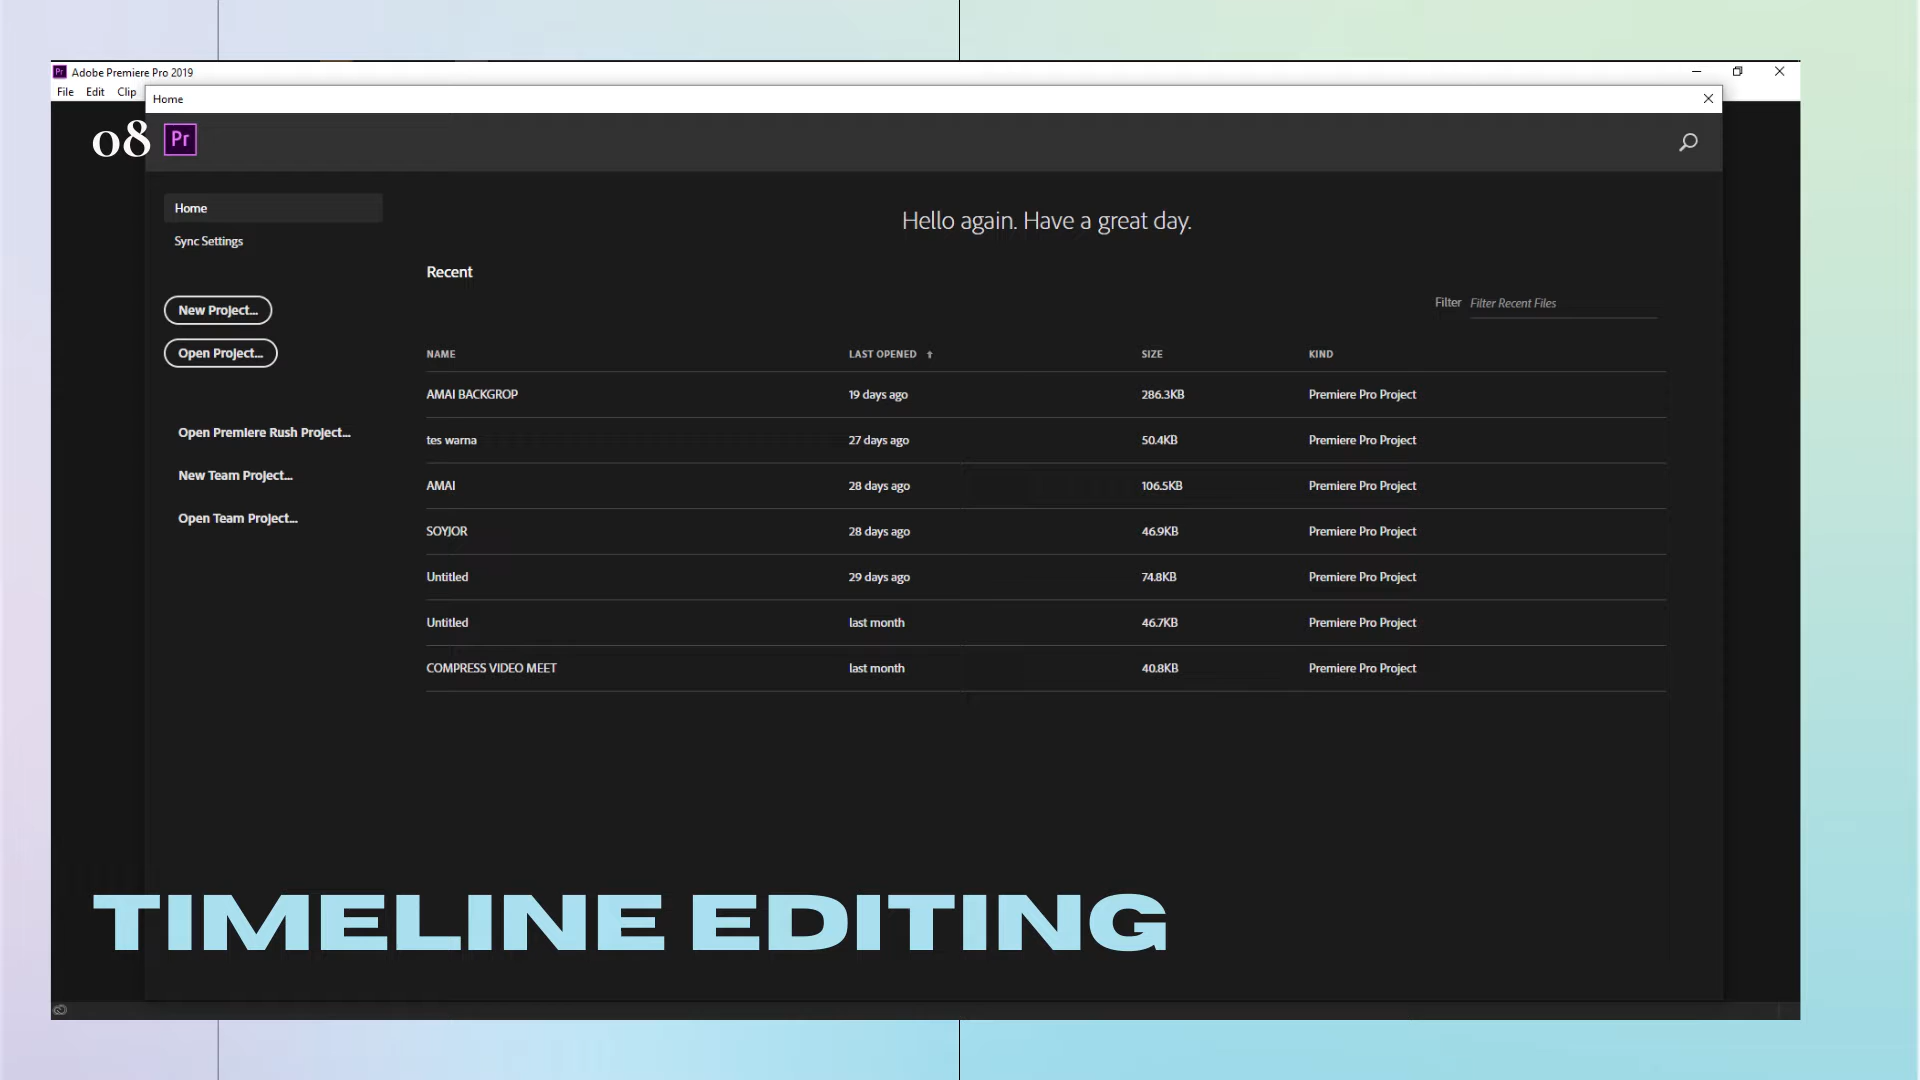 Pr Adobe Premiere Pro 2019
File Edit Clip
Home
08 Pr
Home
Sync Settings
Hello again. Have a great day.
Recent
New Project...
Open Project...
Filter Filter Recent Files
NAME LAST OPENED SIZE KIND
AMAI BACKGROP 19 days ago 286.3KB Premiere Pro Project
tes warna 27 days ago 50.4KB Premiere Pro Project
AMAI 28 days ago 106.5KB Premiere Pro Project
SOYJOR 28 days ago 46.9KB Premiere Pro Project
Untitled 29 days ago 74.8KB Premiere Pro Project
Untitled last month 46.7KB Premiere Pro Project
COMPRESS VIDEO MEET last month 40.8KB Premiere Pro Project
Open Premiere Rush Project...
New Team Project...
Open Team Project...
TIMELINE EDITING